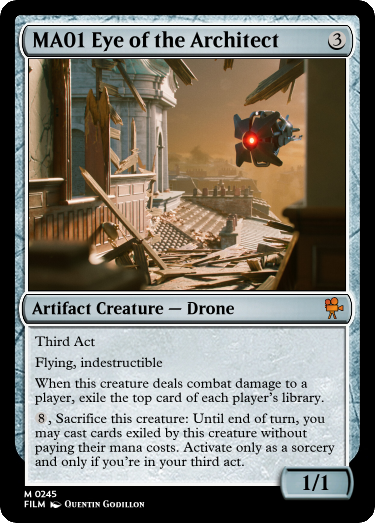 MA01 Eye of the Architect 3
Artifact Creature — Drone
Third Act
Flying, indestructible
When this creature deals combat damage to a
player, exile the top card of each player's library.
8, Sacrifice this creature: Until end of turn, you
may cast cards exiled by this creature without
paying their mana costs. Activate only as a sorcery
and only if you're in your third act.
1/1
M 0245
FILM Quentin Godillon